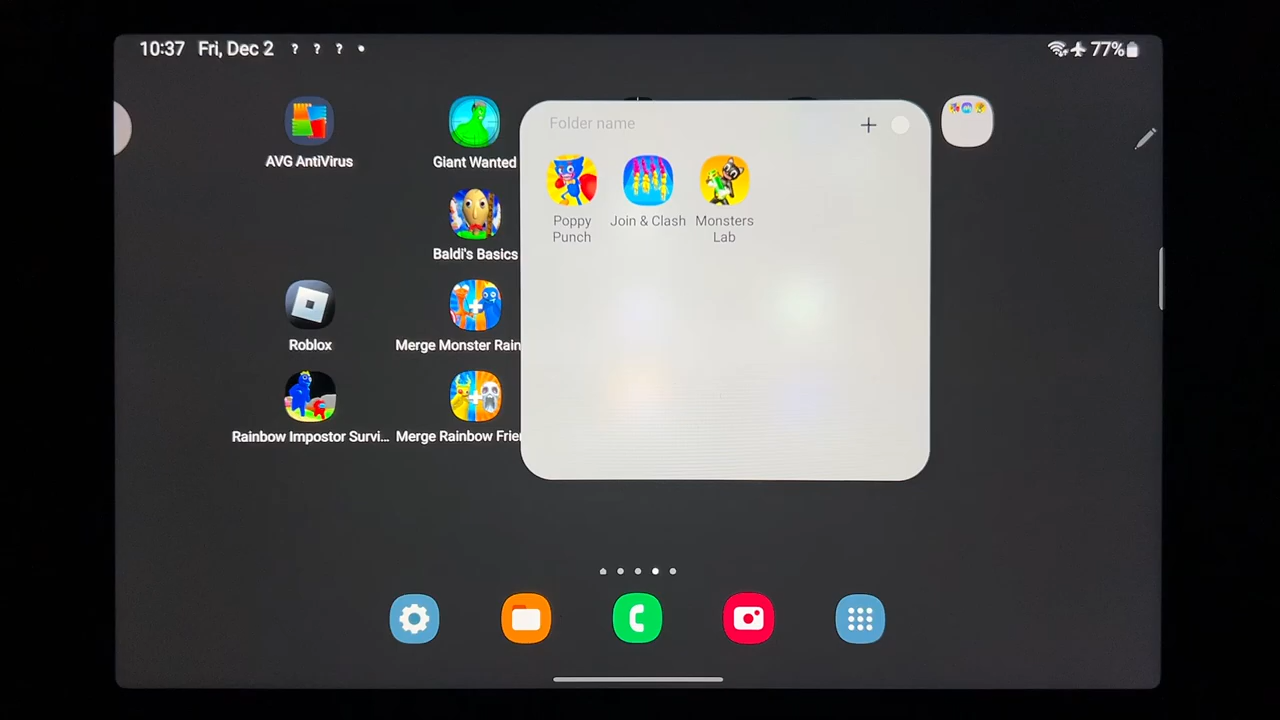 10:37 Fri, Dec 2 ? ? ? 77%
Folder name +
AVG AntiVirus
Giant Wanted
Poppy
Punch
Join & Clash
Monsters
Lab
Baldi's Basics
Roblox
Merge Monster Rain
Rainbow Impostor Survi...
Merge Rainbow Frie